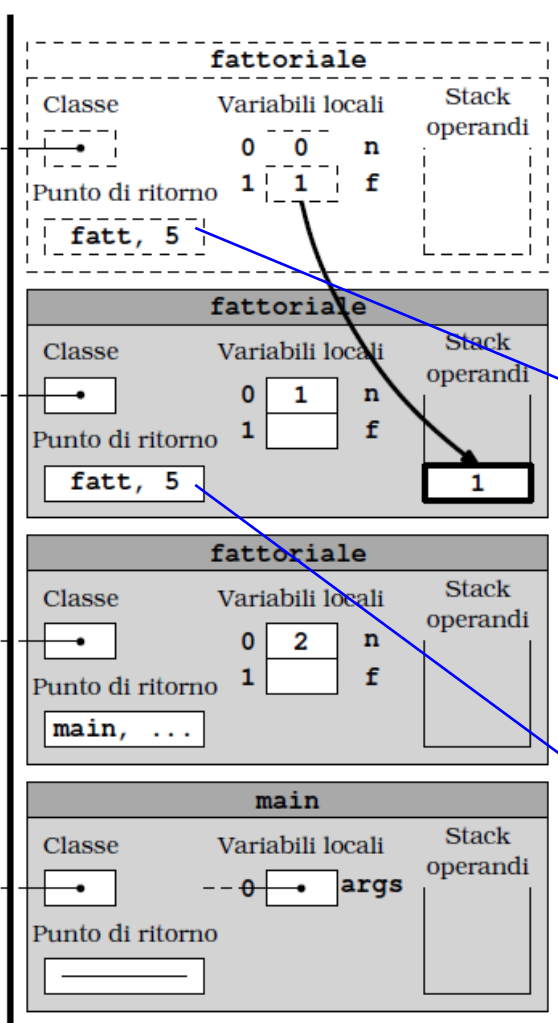 fattoriale
Classe Variabili locali Stack operandi
0 0 n
1 1 f
Punto di ritorno
fatt, 5
fattoriale
Classe Variabili locali Stack operandi
0 1 n
1 f
Punto di ritorno
fatt, 5
1
fattoriale
Classe Variabili locali Stack operandi
0 2 n
1 f
Punto di ritorno
main, ...
main
Classe Variabili locali Stack operandi
0 args
Punto di ritorno